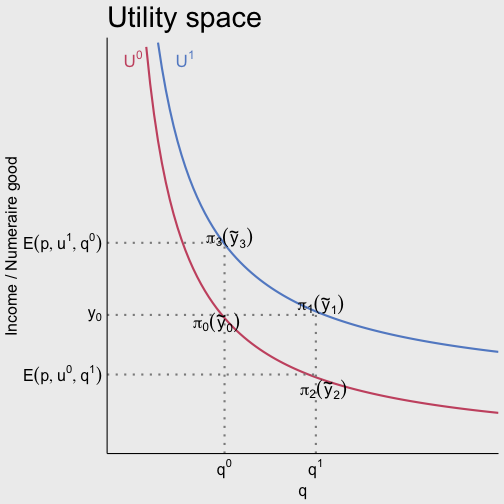 Utility space
U⁰
U¹
Income / Numeraire good
E(p, u¹, q⁰)
y₀
E(p, u⁰, q¹)
π₃(ỹ₃)
π₁(ỹ₁)
π₀(ỹ₀)
π₂(ỹ₂)
q⁰
q¹
q